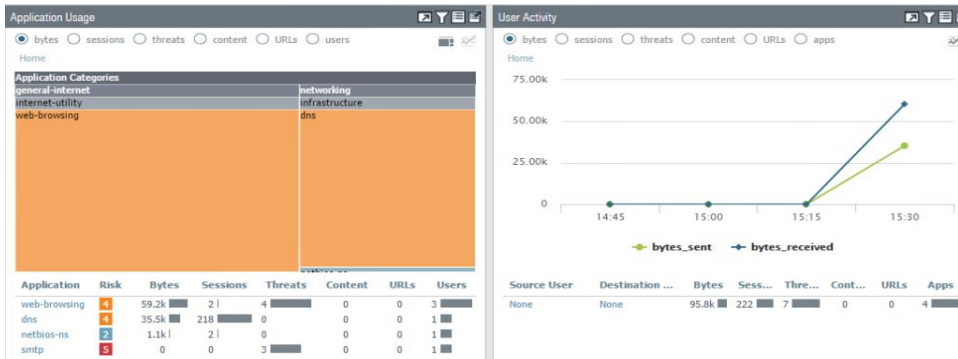 Application Usage
bytes sessions threats content URLs users
Home
Application Categories
general-internet networking
internet-utility infrastructure
web-browsing dns
Application Risk Bytes Sessions Threats Content URLs Users
web-browsing 4 59.2k 2 4 0 0 3
dns 4 35.5k 218 0 0 0 1
netbios-ns 2 1.1k 2 0 0 0 1
smtp 5 0 0 3 0 0 1
User Activity
bytes sessions threats content URLs apps
Home
75.00k
50.00k
25.00k
0
14:45 15:00 15:15 15:30
bytes_sent bytes_received
Source User Destination ... Bytes Sess... Thre... Cont... URLs Apps
None None 95.8k 222 7 0 0 4